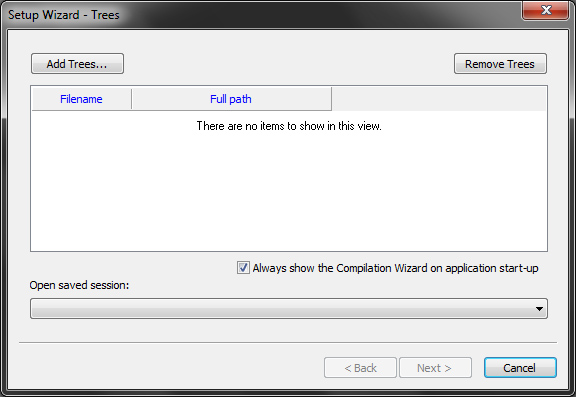 Setup Wizard - Trees
Add Trees...
Remove Trees
Filename
Full path
There are no items to show in this view.
Always show the Compilation Wizard on application start-up
Open saved session:
< Back
Next >
Cancel